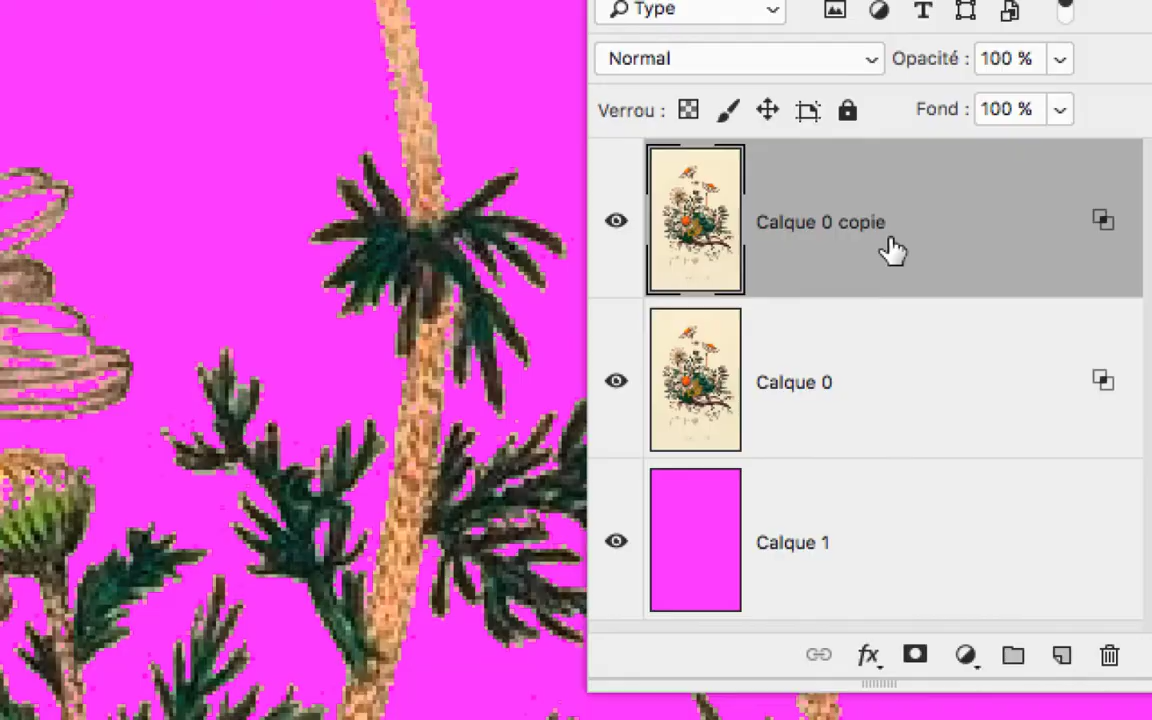 Type
Normal Opacité : 100 %
Verrou : Fond : 100 %
Calque 0 copie
Calque 0
Calque 1
fx